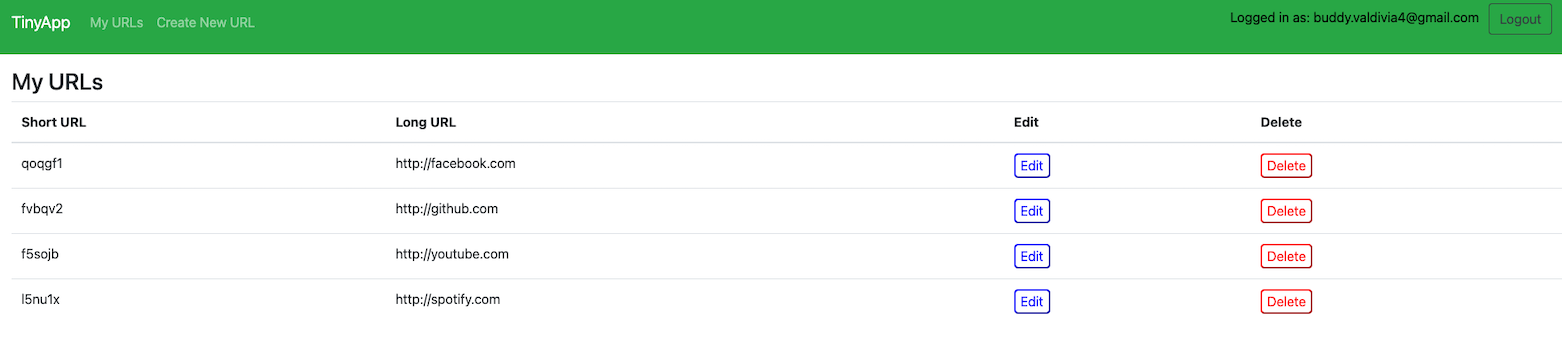 TinyApp My URLs Create New URL Logged in as: buddy.valdivia4@gmail.com Logout
My URLs
Short URL Long URL Edit Delete
qoqgf1 http://facebook.com Edit Delete
fvbqv2 http://github.com Edit Delete
f5sojb http://youtube.com Edit Delete
l5nu1x http://spotify.com Edit Delete